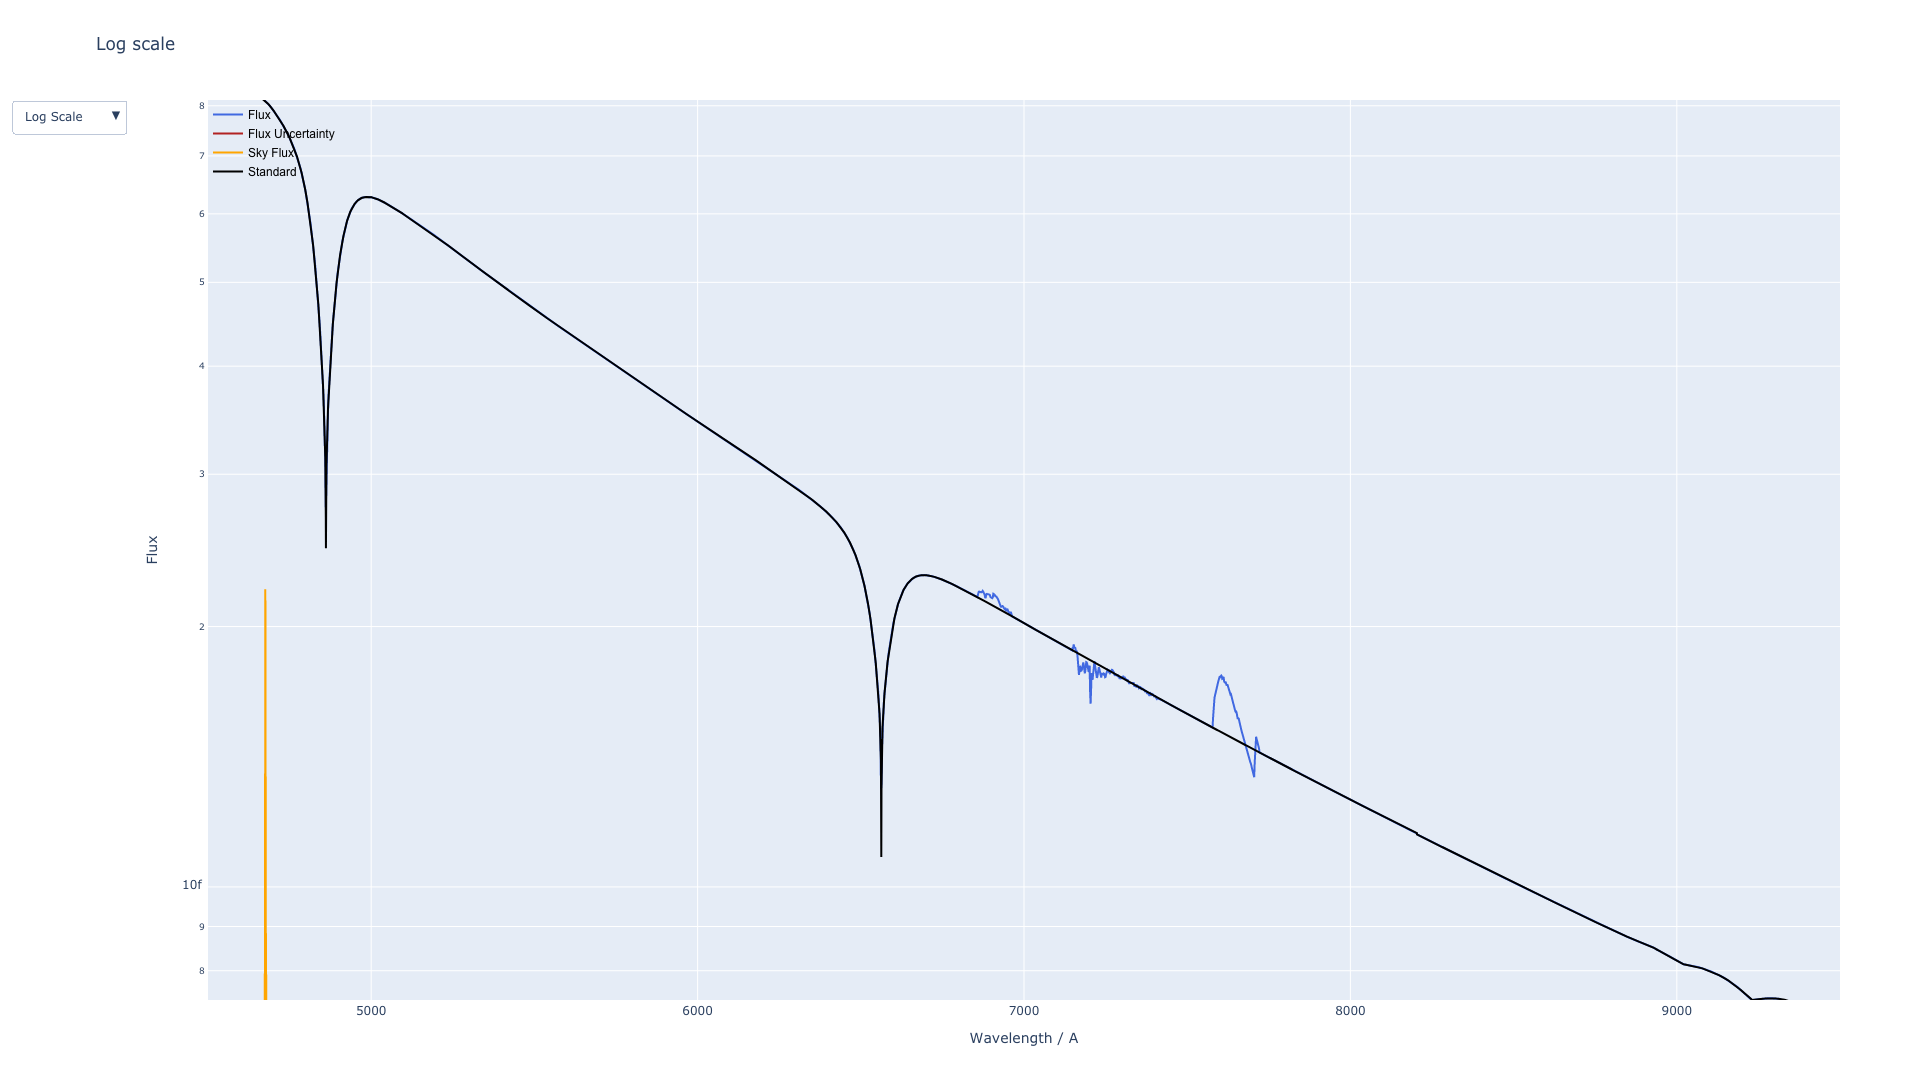 Log scale
Log Scale ▼
Flux
Flux Uncertainty
Sky Flux
Standard
8
7
6
5
4
3
2
10f
9
8
Flux
5000 6000 7000 8000 9000
Wavelength / A